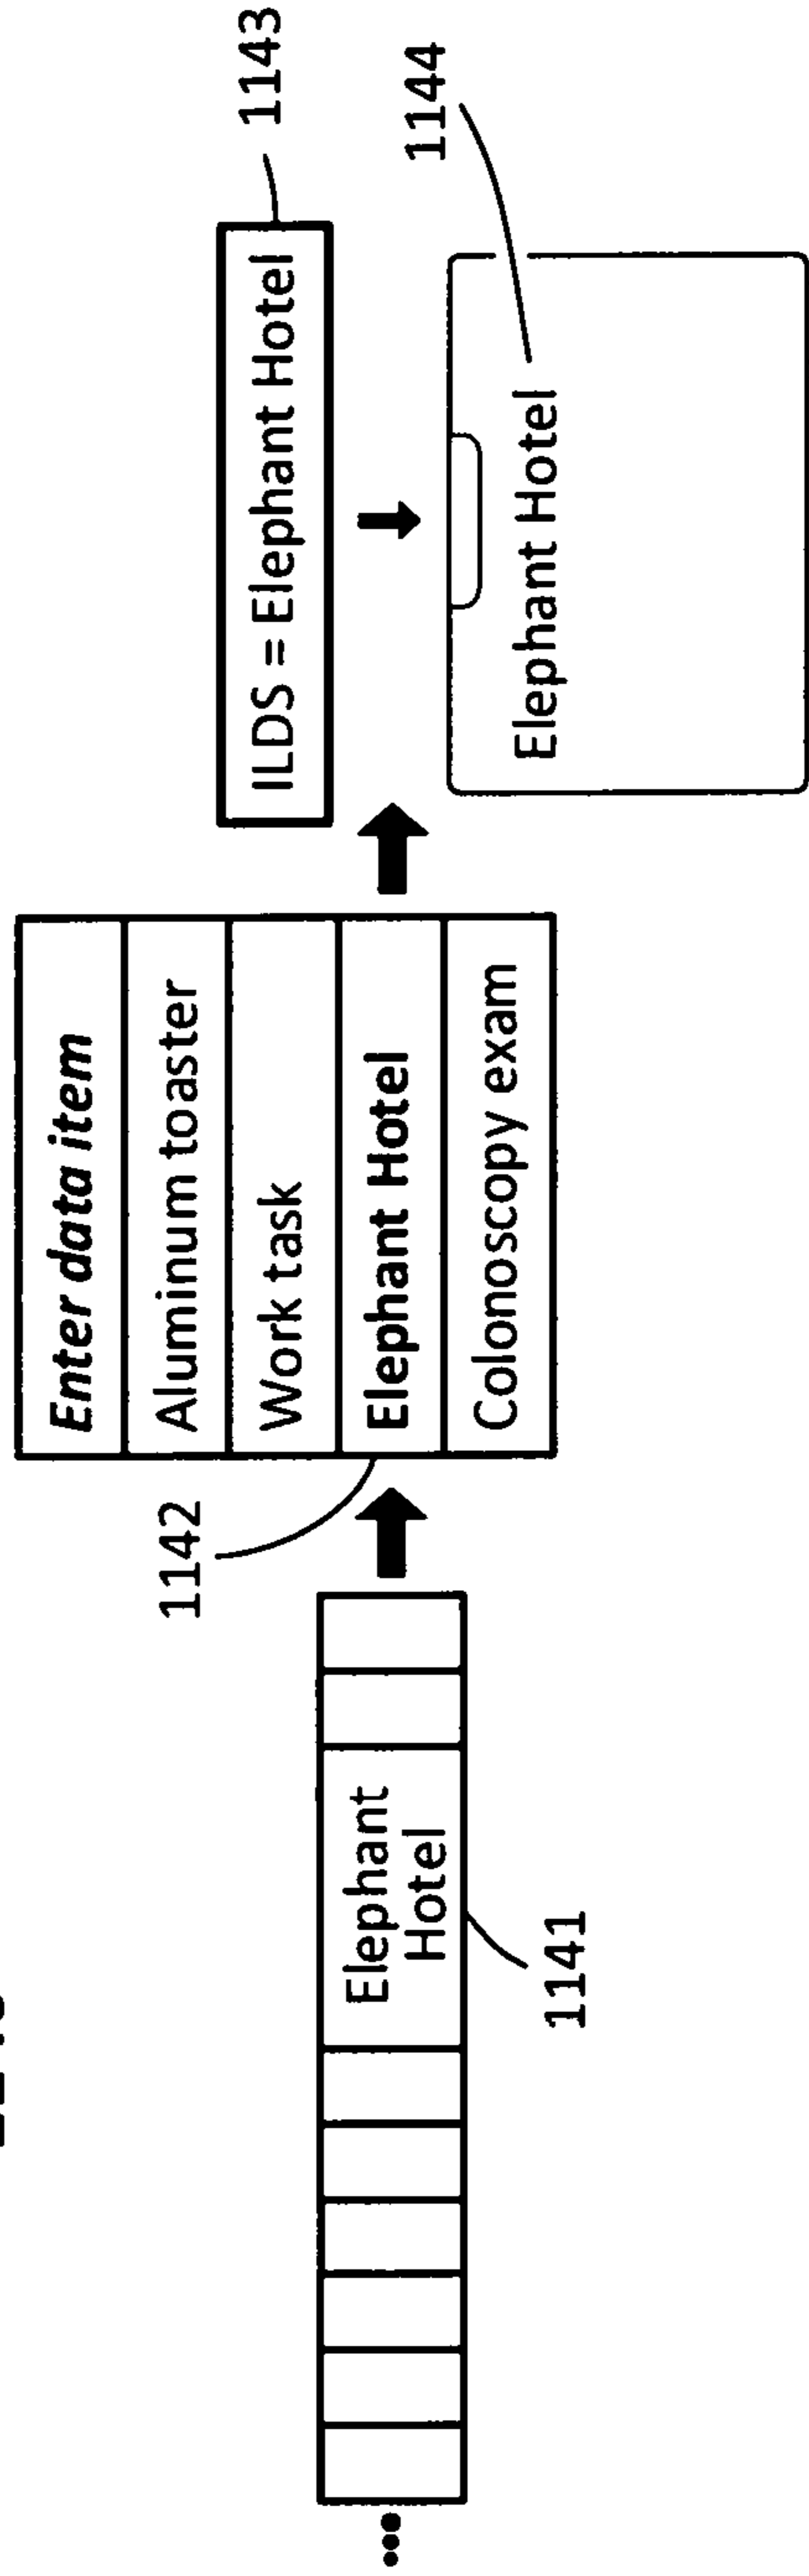 1141
Elephant
Hotel
1142
Enter data item
Aluminum toaster
Work task
Elephant Hotel
Colonoscopy exam
1143
ILDS = Elephant Hotel
1144
Elephant Hotel